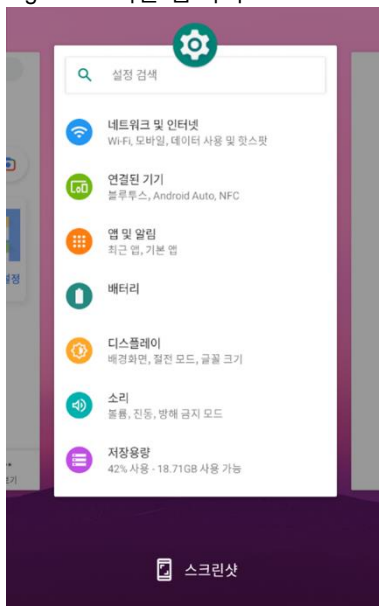 설정 검색
네트워크 및 인터넷
Wi-Fi, 모바일, 데이터 사용 및 핫스팟
연결된 기기
블루투스, Android Auto, NFC
앱 및 알림
최근 앱, 기본 앱
배터리
디스플레이
배경화면, 절전 모드, 글꼴 크기
설정
소리
볼륨, 진동, 방해 금지 모드
저장용량
42% 사용 - 18.71GB 사용 가능
스크린샷